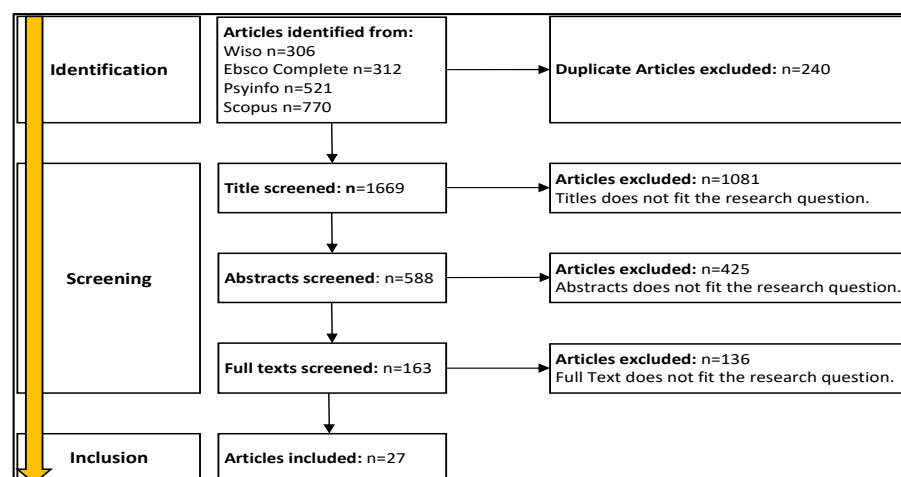 Identification
Articles identified from:
Wiso n=306
Ebsco Complete n=312
Psyinfo n=521
Scopus n=770
Duplicate Articles excluded: n=240
Screening
Title screened: n=1669
Articles excluded: n=1081
Titles does not fit the research question.
Abstracts screened: n=588
Articles excluded: n=425
Abstracts does not fit the research question.
Full texts screened: n=163
Articles excluded: n=136
Full Text does not fit the research question.
Inclusion
Articles included: n=27